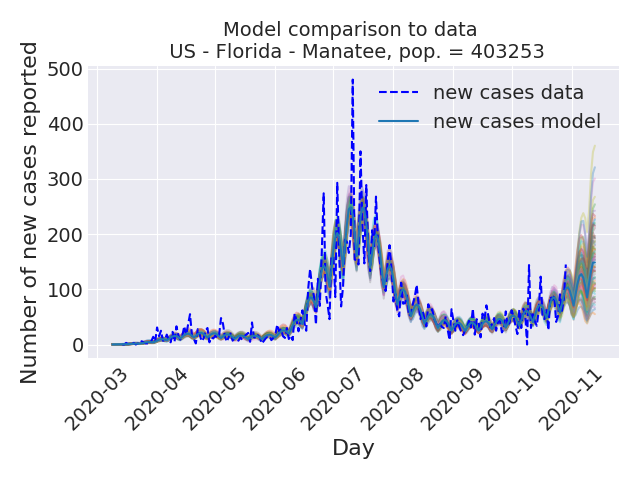 Model comparison to data
US - Florida - Manatee, pop. = 403253
Number of new cases reported
500
400
300
200
100
0
new cases data
new cases model
2020-03
2020-04
2020-05
2020-06
2020-07
2020-08
2020-09
2020-10
2020-11
Day